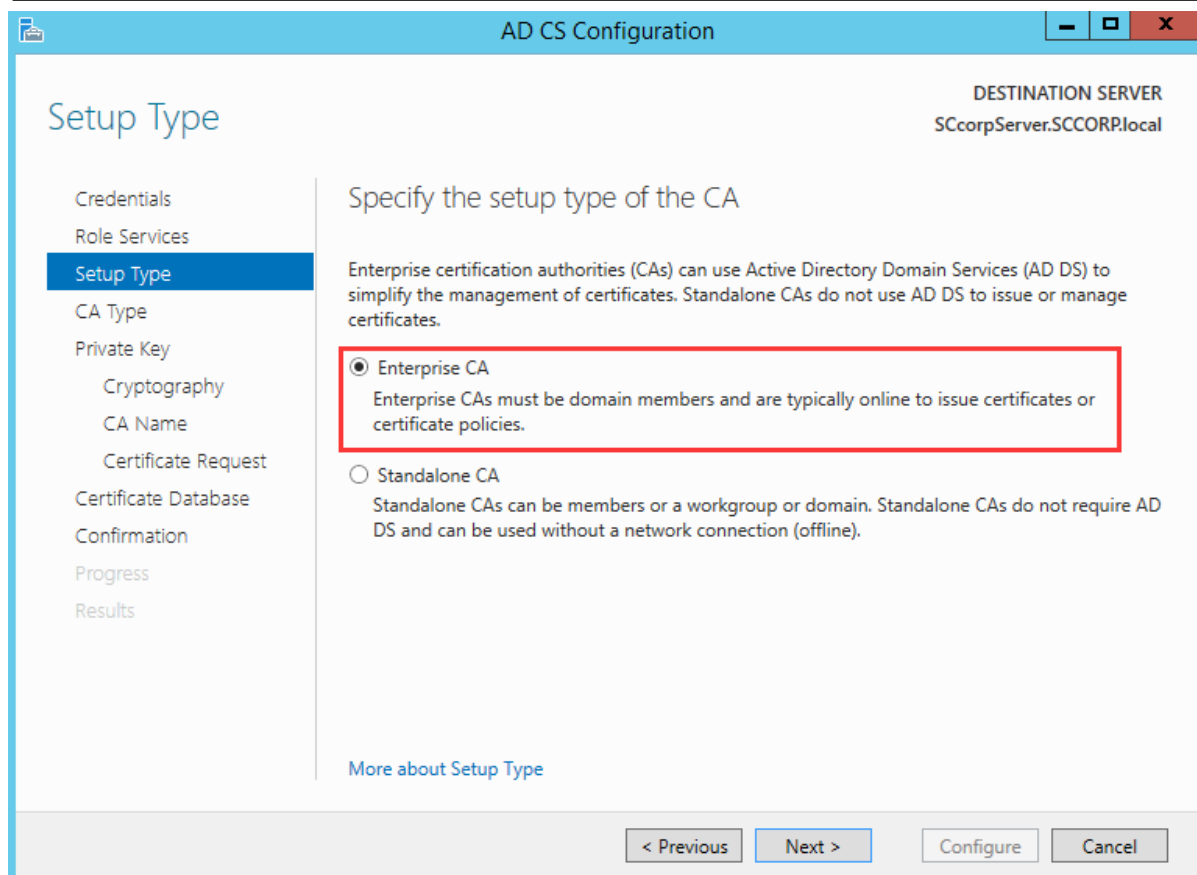 AD CS Configuration
Setup Type
DESTINATION SERVER
SCcorpServer.SCCORP.local
Credentials
Role Services
Setup Type
CA Type
Private Key
Cryptography
CA Name
Certificate Request
Certificate Database
Confirmation
Progress
Results
Specify the setup type of the CA
Enterprise certification authorities (CAs) can use Active Directory Domain Services (AD DS) to
simplify the management of certificates. Standalone CAs do not use AD DS to issue or manage
certificates.
Enterprise CA
Enterprise CAs must be domain members and are typically online to issue certificates or
certificate policies.
Standalone CA
Standalone CAs can be members or a workgroup or domain. Standalone CAs do not require AD
DS and can be used without a network connection (offline).
More about Setup Type
< Previous
Next >
Configure
Cancel